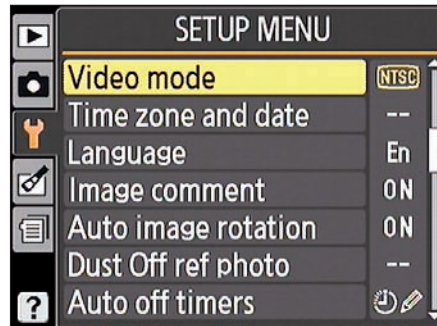 SETUP MENU
Video mode NTSC
Time zone and date --
Language En
Image comment ON
Auto image rotation ON
Dust Off ref photo --
Auto off timers
?